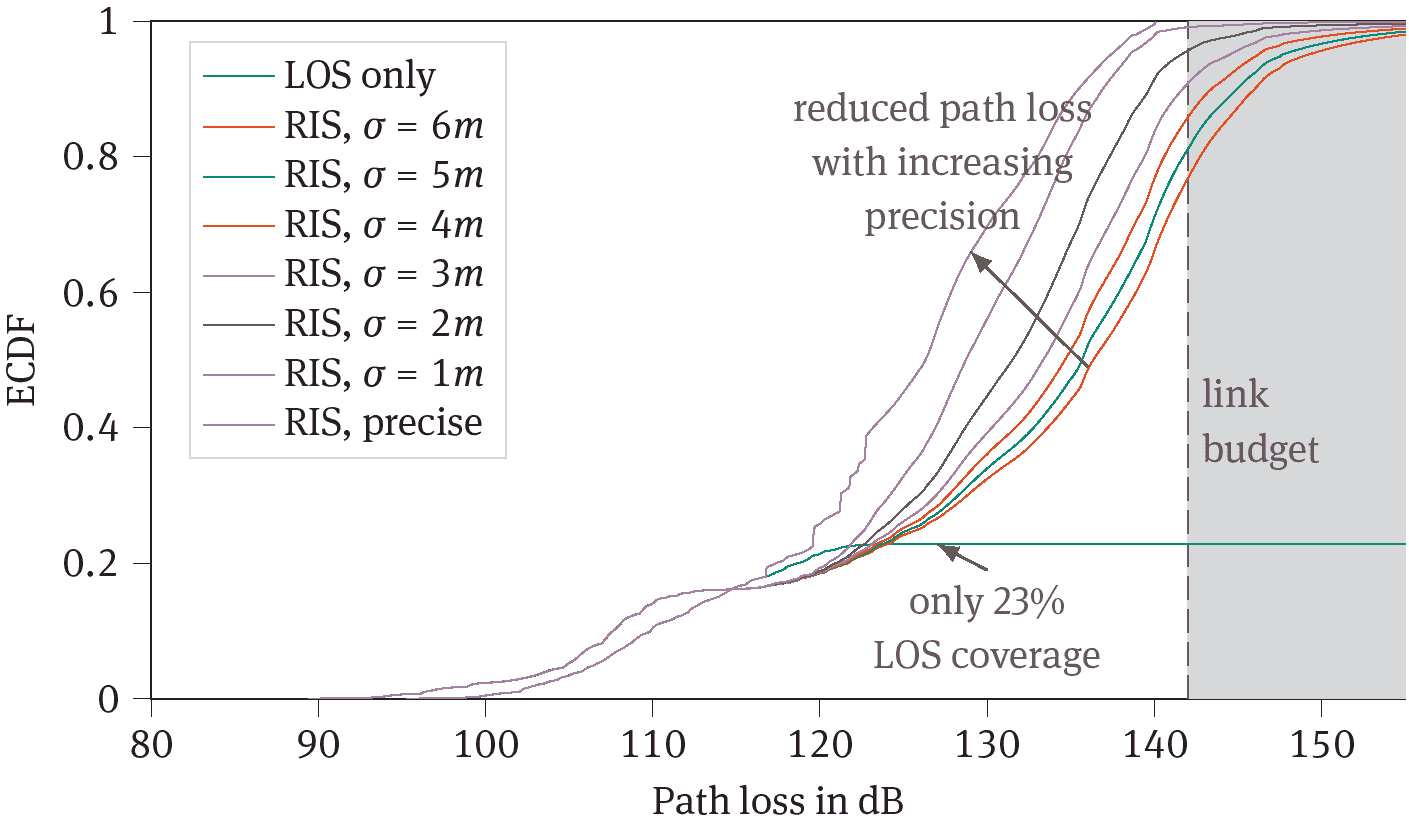 1
0.8
0.6
0.4
0.2
0
ECDF
LOS only
RIS, σ = 6m
RIS, σ = 5m
RIS, σ = 4m
RIS, σ = 3m
RIS, σ = 2m
RIS, σ = 1m
RIS, precise
reduced path loss
with increasing
precision
link
budget
only 23%
LOS coverage
80 90 100 110 120 130 140 150
Path loss in dB